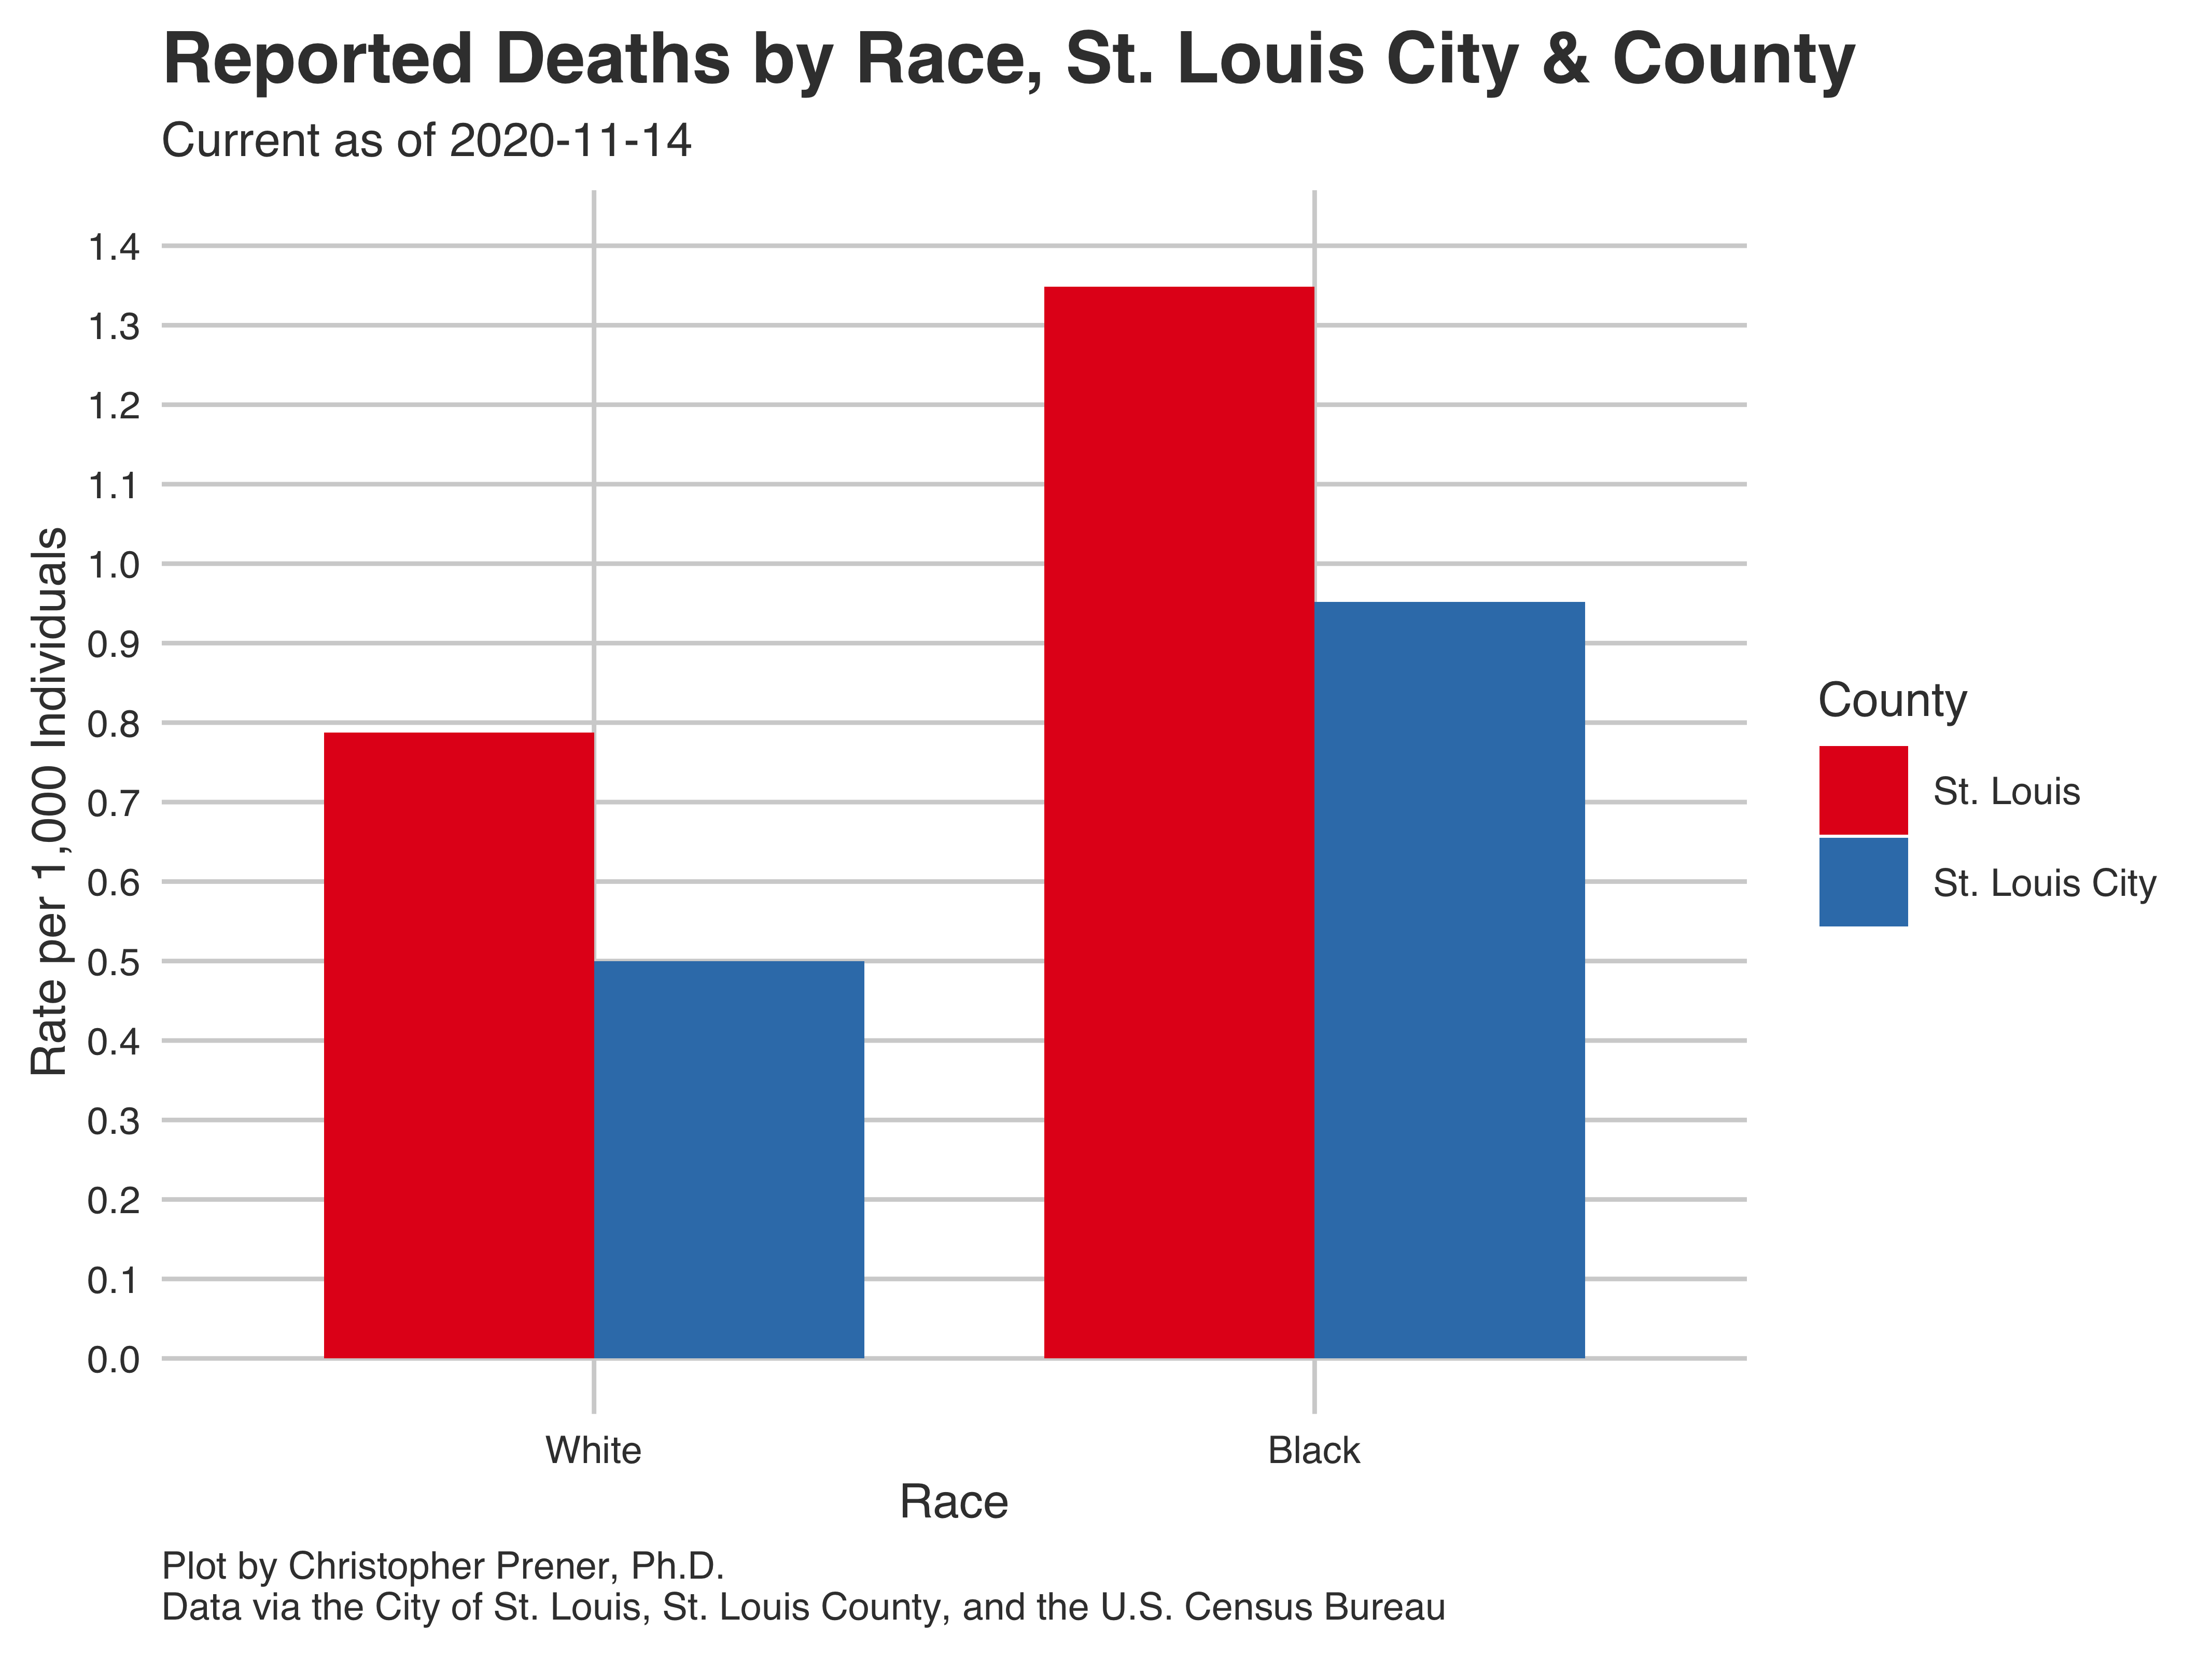 Reported Deaths by Race, St. Louis City & County
Current as of 2020-11-14
Rate per 1,000 Individuals
1.4
1.3
1.2
1.1
1.0
0.9
0.8
0.7
0.6
0.5
0.4
0.3
0.2
0.1
0.0
White
Black
Race
County
St. Louis
St. Louis City
Plot by Christopher Prener, Ph.D.
Data via the City of St. Louis, St. Louis County, and the U.S. Census Bureau